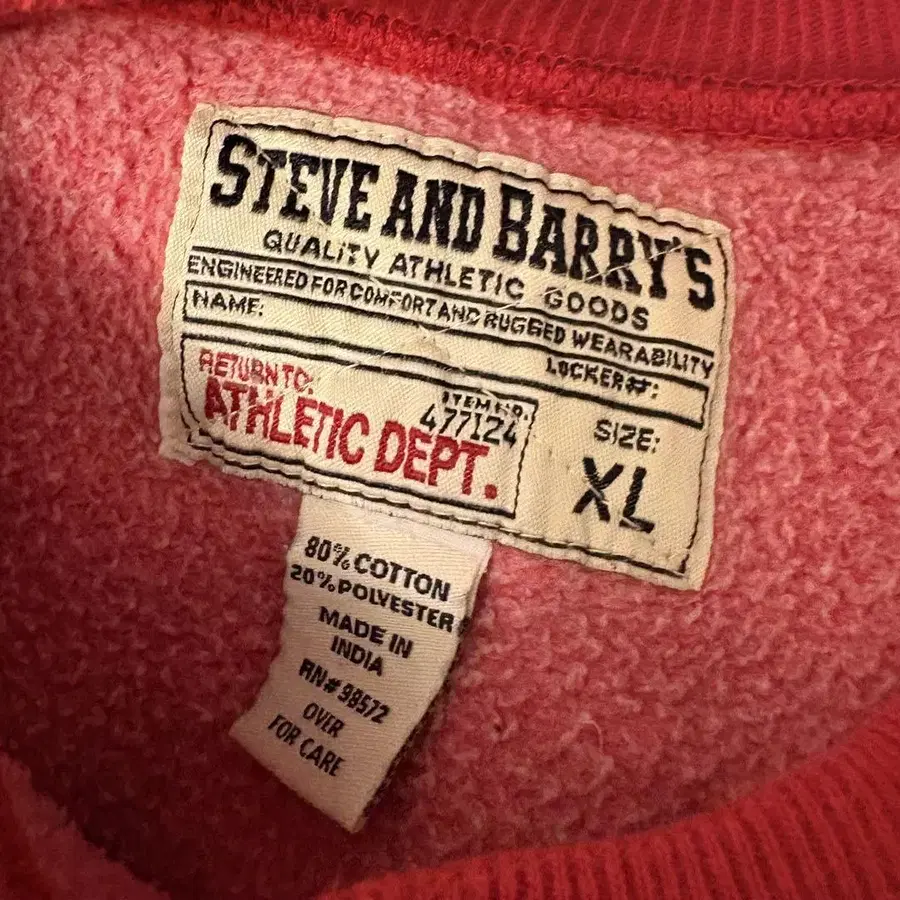 STEVE AND BARRY'S
QUALITY ATHLETIC GOODS
ENGINEERED FOR COMFORT AND RUGGED WEARABILITY
NAME:
LOCKER#:
RETURN TO:
ATHLETIC DEPT.
ITEM NO.
477124
SIZE:
XL
80% COTTON
20% POLYESTER
MADE IN
INDIA
RN# 98572
OVER
FOR CARE